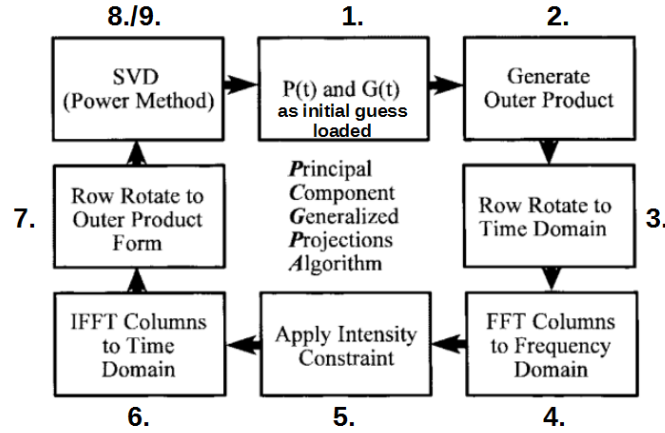 8./9.
1.
2.
SVD
(Power Method)
P(t) and G(t)
as initial guess
loaded
Generate
Outer Product
7.
Row Rotate to
Outer Product
Form
Principal
Component
Generalized
Projections
Algorithm
Row Rotate to
Time Domain
3.
IFFT Columns
to Time
Domain
Apply Intensity
Constraint
FFT Columns
to Frequency
Domain
6.
5.
4.